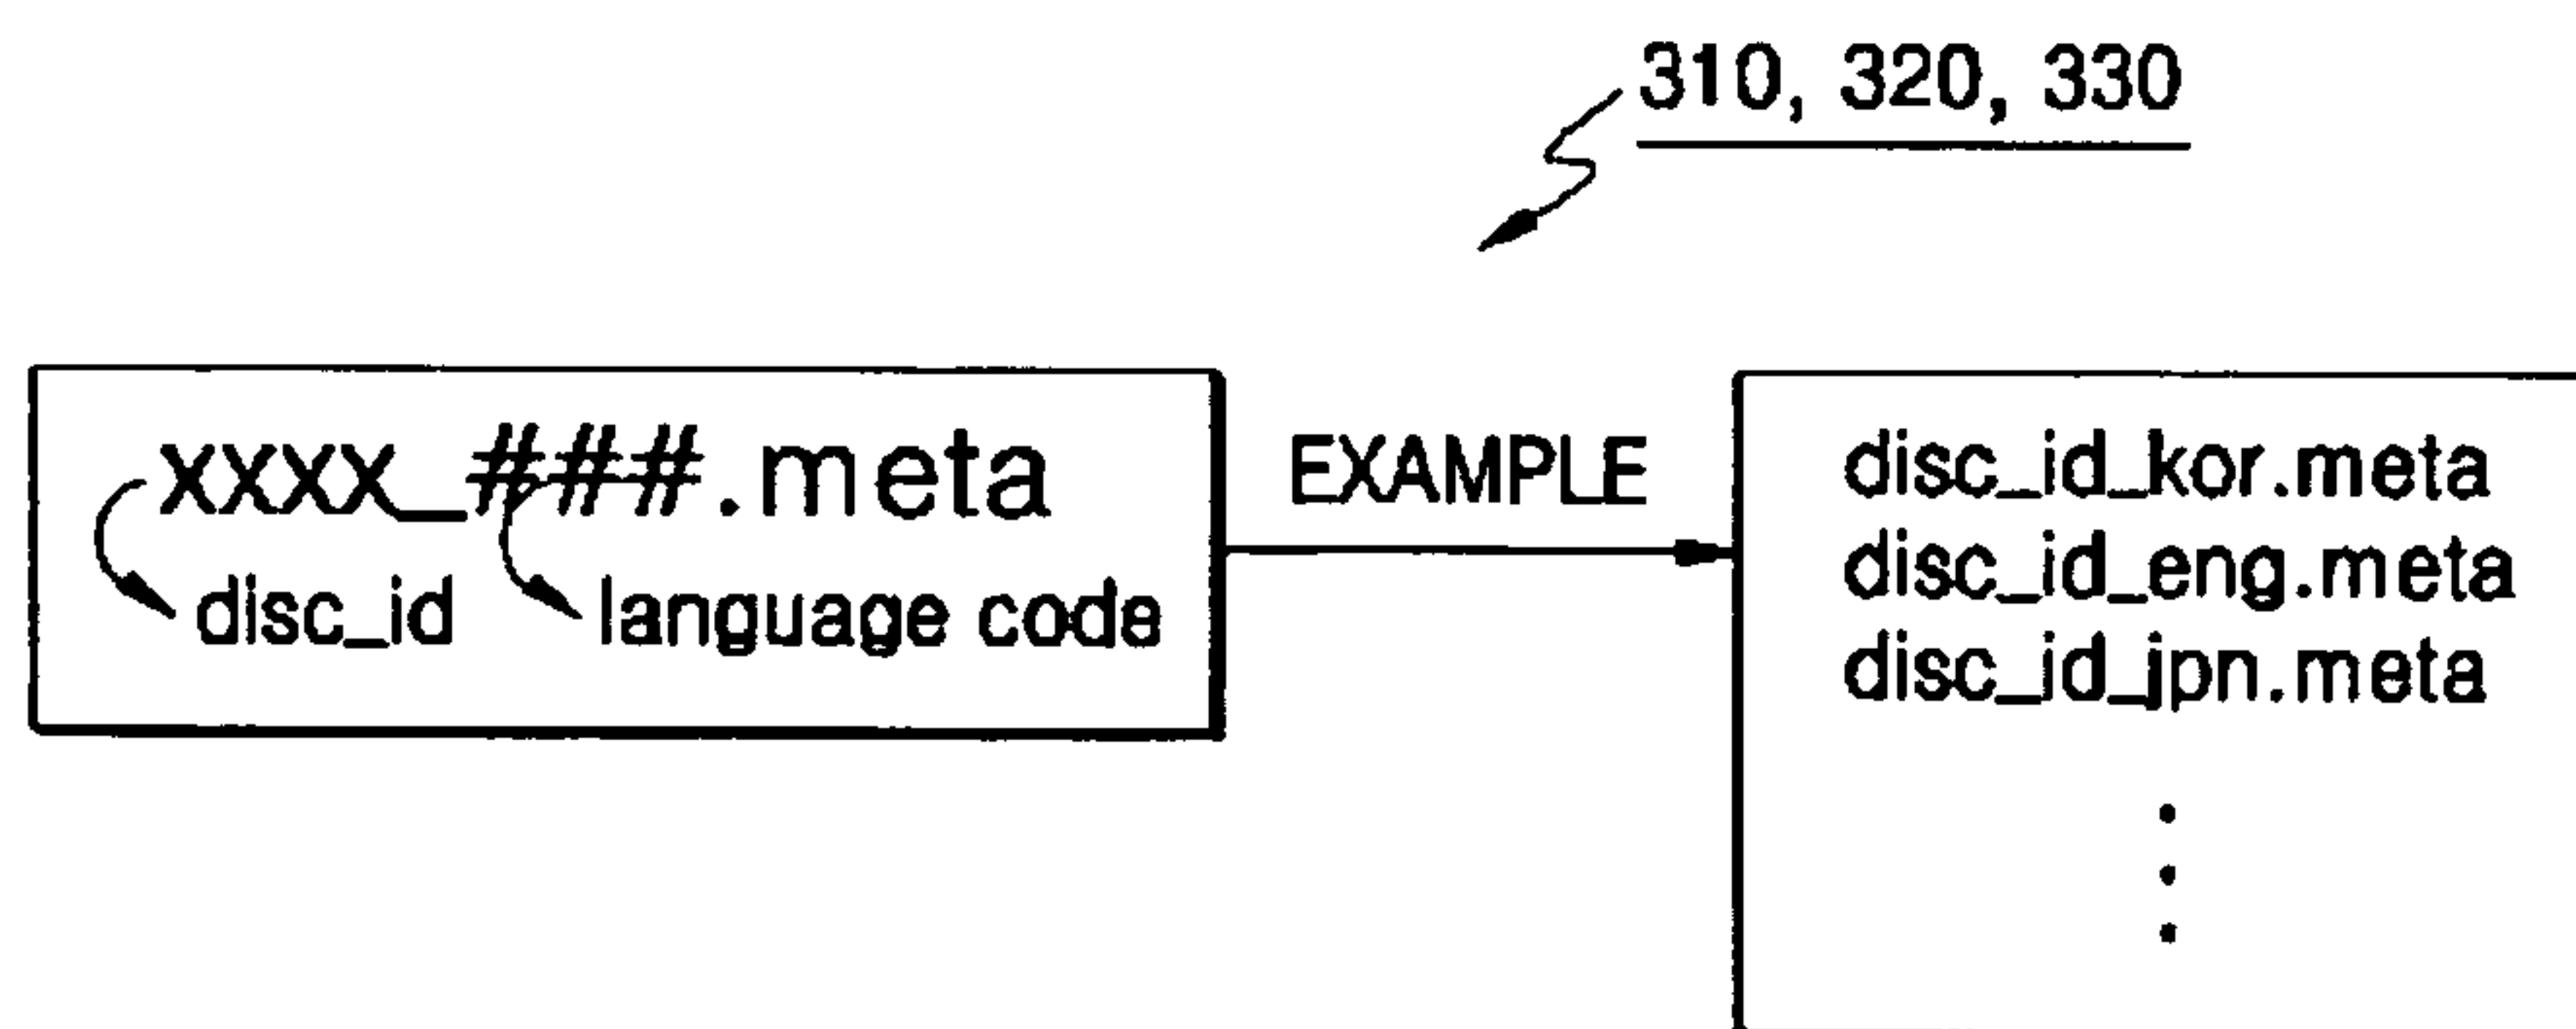 310, 320, 330
xxxx_###.meta
disc_id
language code
EXAMPLE
disc_id_kor.meta
disc_id_eng.meta
disc_id_jpn.meta